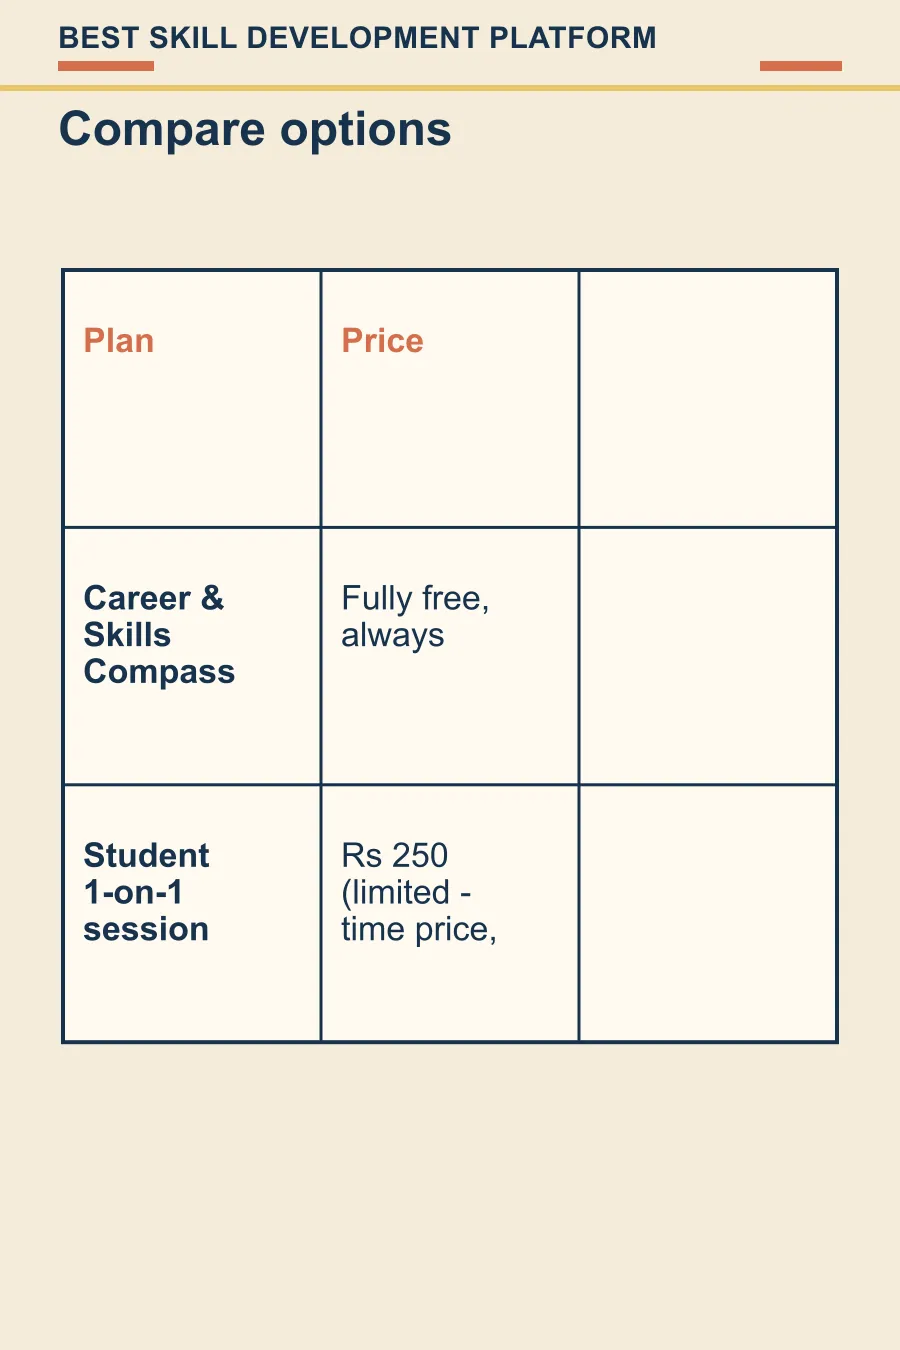 BEST SKILL DEVELOPMENT PLATFORM
Compare options
Plan
Price
Career &
Skills
Compass
Fully free,
always
Student
1-on-1
session
Rs 250
(limited -
time price,